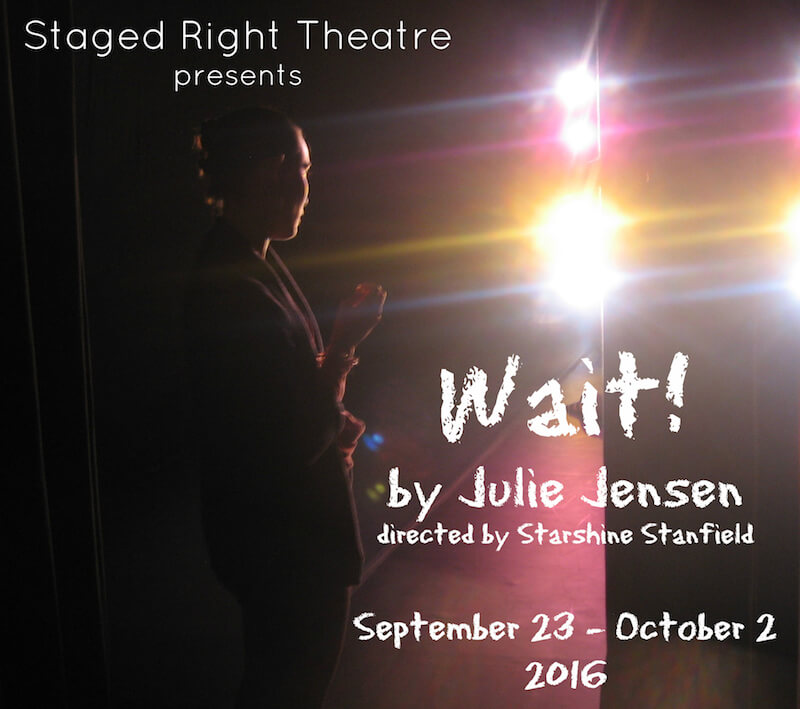 Staged Right Theatre
presents
Wait!
by Julie Jensen
directed by Starshine Stanfield
September 23 - October 2
2016